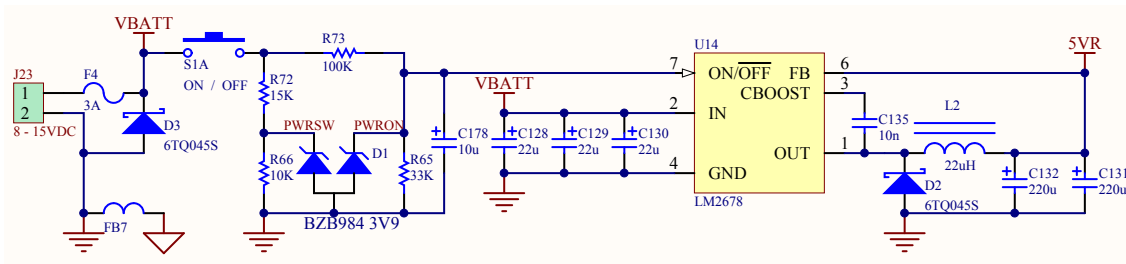 VBATT
J23
1
2
8 - 15VDC
F4
3A
D3
6TQ045S
FB7
S1A
ON / OFF
R73
100K
R72
15K
PWRSW
PWRON
R66
10K
D1
R65
33K
BZB984 3V9
C178
10u
VBATT
C128
22u
C129
22u
C130
22u
U14
7
ON/OFF
FB
6
CBOOST
3
2
IN
OUT
1
4
GND
LM2678
C135
10n
L2
22uH
D2
6TQ045S
5VR
C132
220u
C131
220u